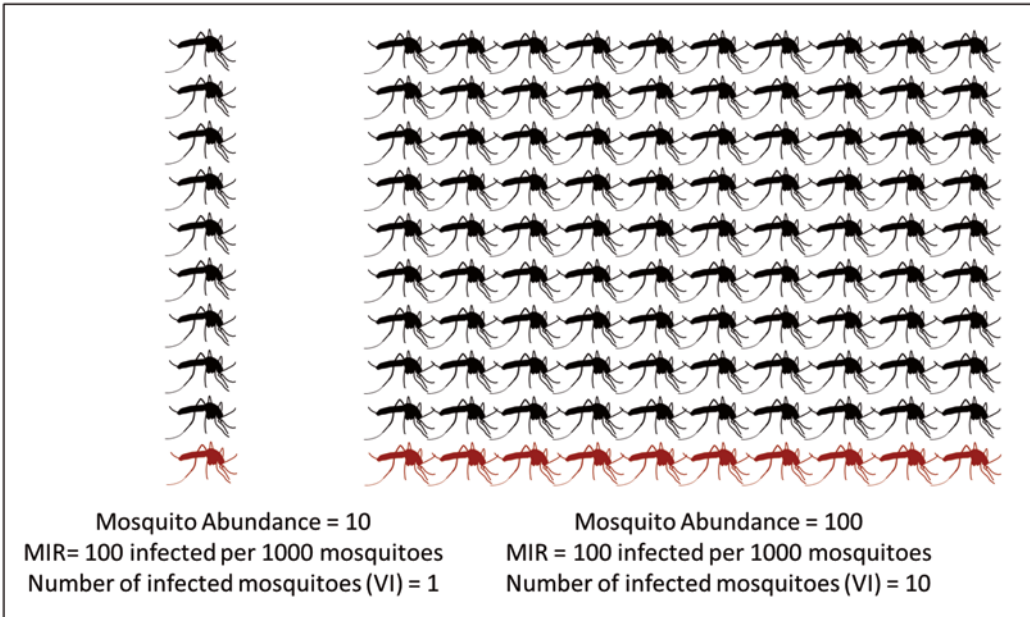 Mosquito Abundance = 10
MIR= 100 infected per 1000 mosquitoes
Number of infected mosquitoes (VI) = 1
Mosquito Abundance = 100
MIR = 100 infected per 1000 mosquitoes
Number of infected mosquitoes (VI) = 10